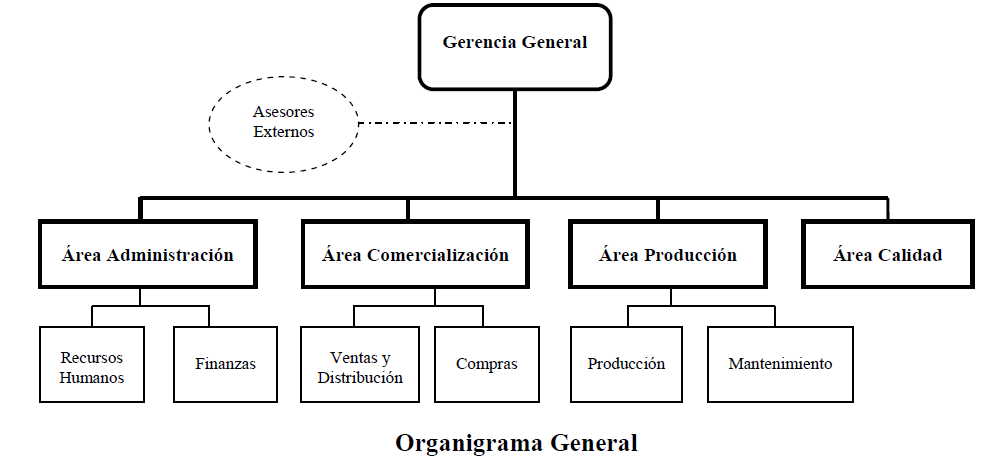 Gerencia General
Asesores
Externos
Área Administración
Área Comercialización
Área Producción
Área Calidad
Recursos
Humanos
Finanzas
Ventas y
Distribución
Compras
Producción
Mantenimiento
Organigrama General